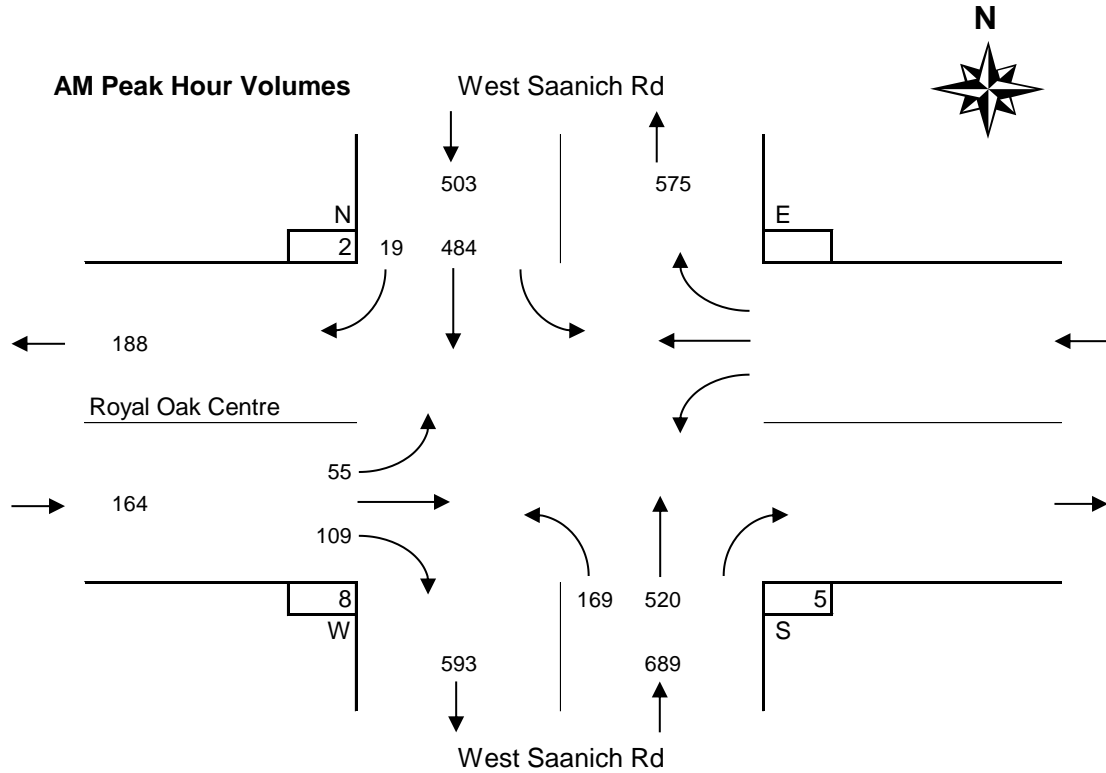 N
AM Peak Hour Volumes West Saanich Rd
503 575
N E
2 19 484
188
Royal Oak Centre
55
164
109
8 169 520 5
W S
593 689
West Saanich Rd